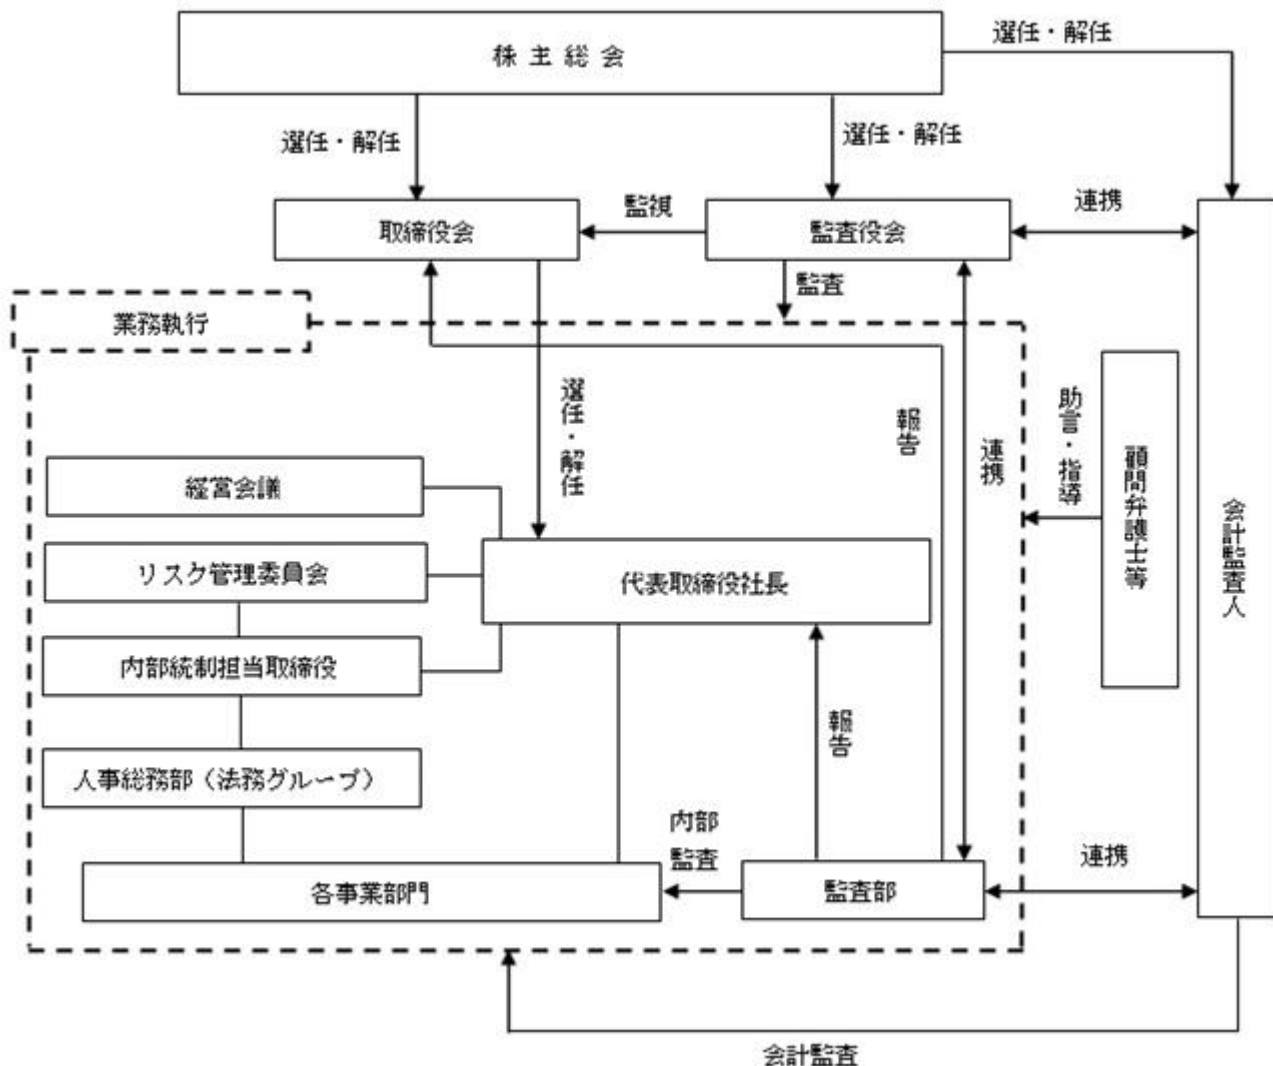 株主総会
選任・解任
選任・解任
選任・解任
取締役会
監視
監査役会
連携
監査
業務執行
選任・解任
報告
連携
助言・指導
顧問弁護士等
会計監査人
経営会議
リスク管理委員会
代表取締役社長
内部統制担当取締役
報告
人事総務部（法務グループ）
内部
監査
各事業部門
監査部
連携
会計監査